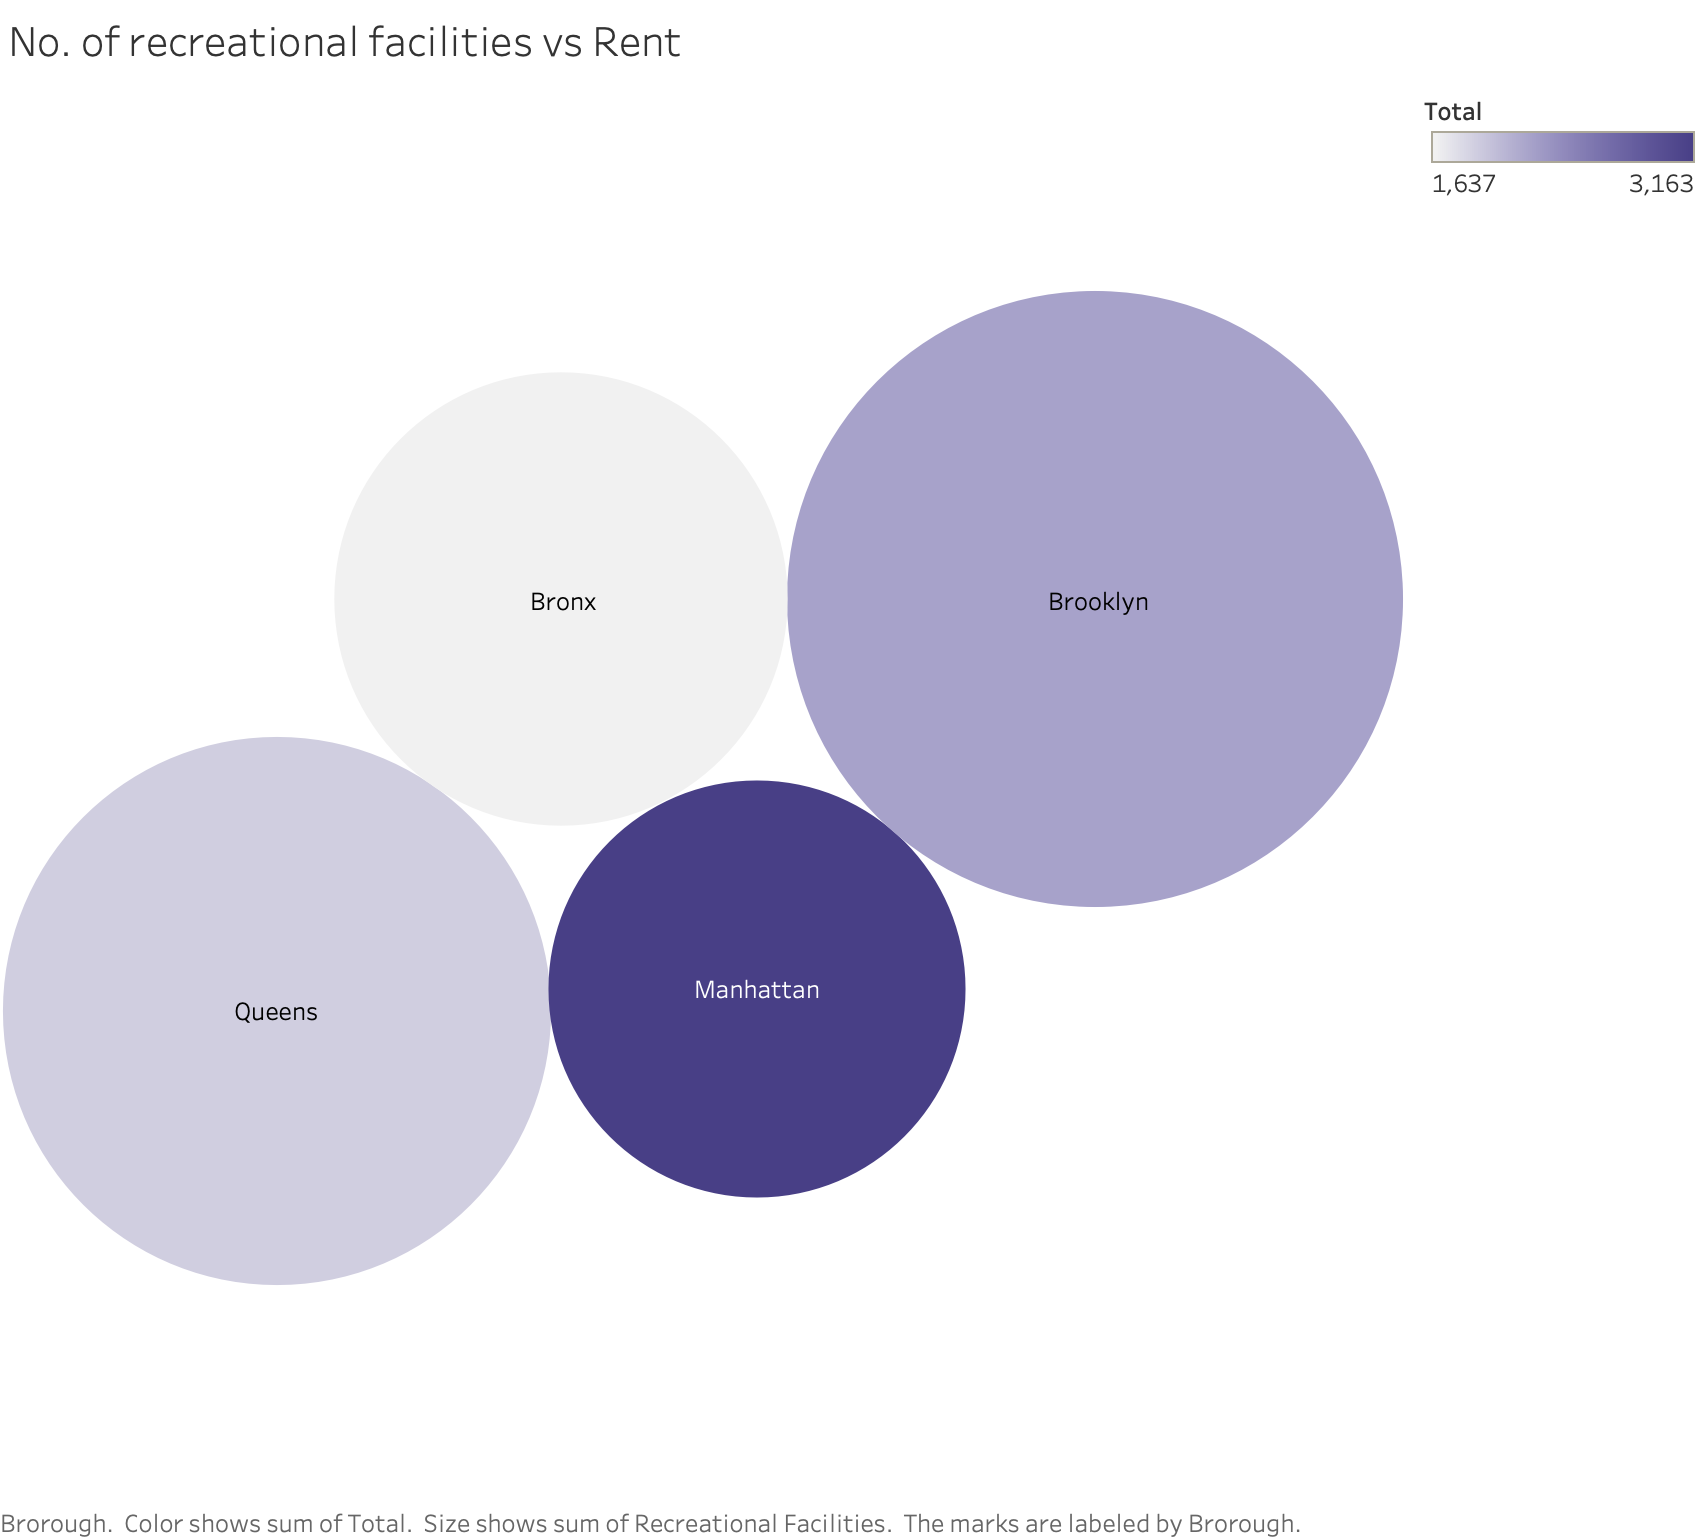 No. of recreational facilities vs Rent
Total
1,637 3,163
Bronx
Brooklyn
Manhattan
Queens
Brorough. Color shows sum of Total. Size shows sum of Recreational Facilities. The marks are labeled by Brorough.